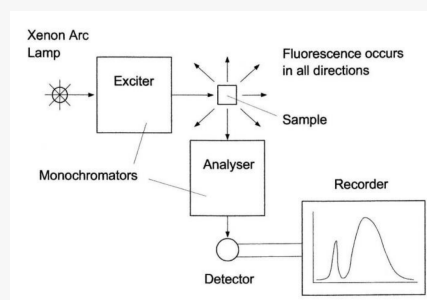 Xenon Arc
Lamp
Exciter
Fluorescence occurs
in all directions
Sample
Monochromators
Analyser
Recorder
Detector